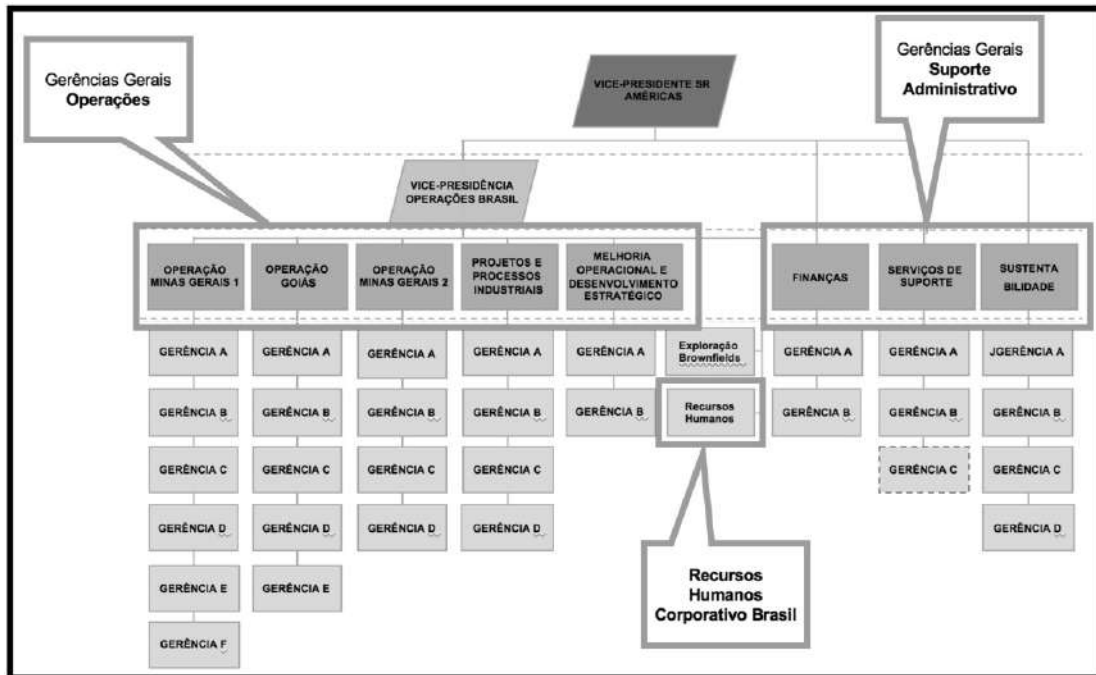 Gerências Gerais
Operações
Gerências Gerais
Suporte
Administrativo
VICE-PRESIDENTE SR
AMÉRICAS
VICE-PRESIDÊNCIA
OPERAÇÕES BRASIL
OPERAÇÃO
MINAS GERAIS 1
OPERAÇÃO
GOIÁS
OPERAÇÃO
MINAS GERAIS 2
PROJETOS E
PROCESSOS
INDUSTRIAIS
MELHORIA
OPERACIONAL E
DESENVOLVIMENTO
ESTRATÉGICO
FINANÇAS
SERVIÇOS DE
SUPORTE
SUSTENTA
BILIDADE
GERÊNCIA A
GERÊNCIA A
GERÊNCIA A
GERÊNCIA A
GERÊNCIA A
Exploração
Brownfields
GERÊNCIA A
GERÊNCIA A
JGERÊNCIA A
GERÊNCIA B
GERÊNCIA B
GERÊNCIA B
GERÊNCIA B
GERÊNCIA B
Recursos
Humanos
GERÊNCIA B
GERÊNCIA B
GERÊNCIA B
GERÊNCIA C
GERÊNCIA C
GERÊNCIA C
GERÊNCIA C
GERÊNCIA C
GERÊNCIA C
GERÊNCIA D
GERÊNCIA D
GERÊNCIA D
GERÊNCIA D
GERÊNCIA D
GERÊNCIA E
GERÊNCIA E
GERÊNCIA F
Recursos
Humanos
Corporativo Brasil